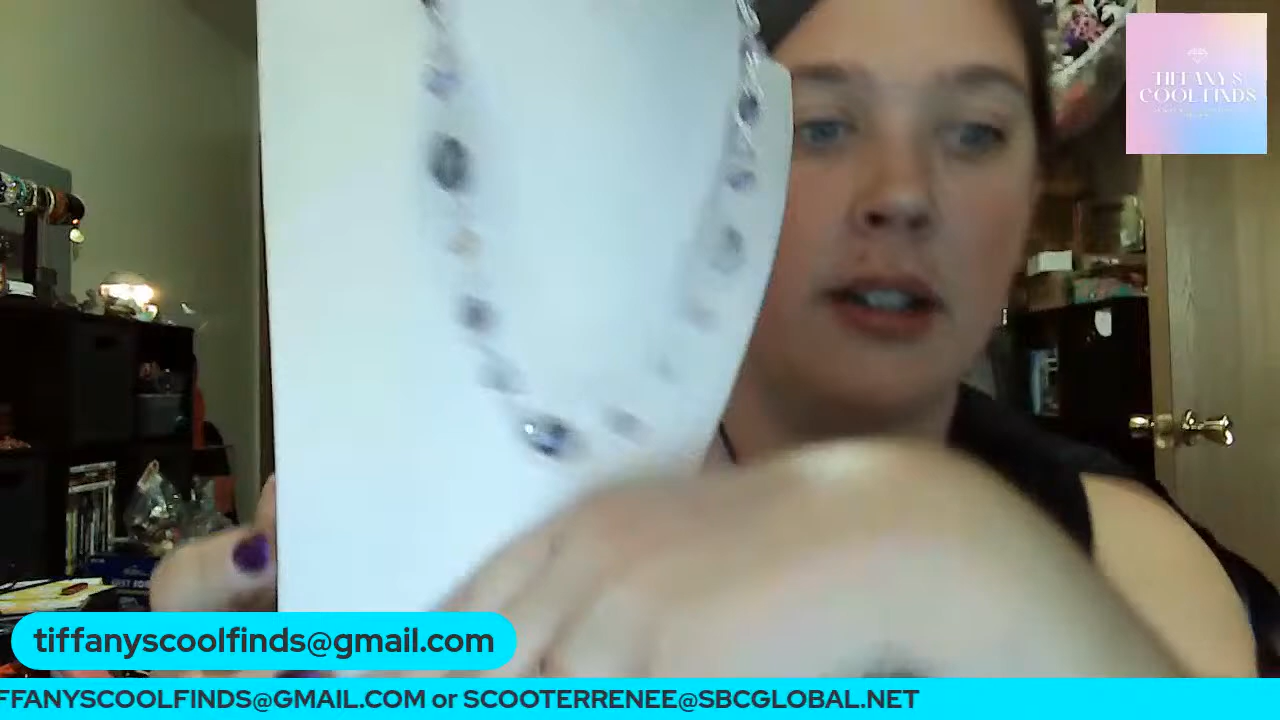 TIFFANY'S
COOL FINDS
tiffanyscoolfinds@gmail.com
FFANYSCOOLFINDS@GMAIL.COM or SCOOTERRENEE@SBCGLOBAL.NET